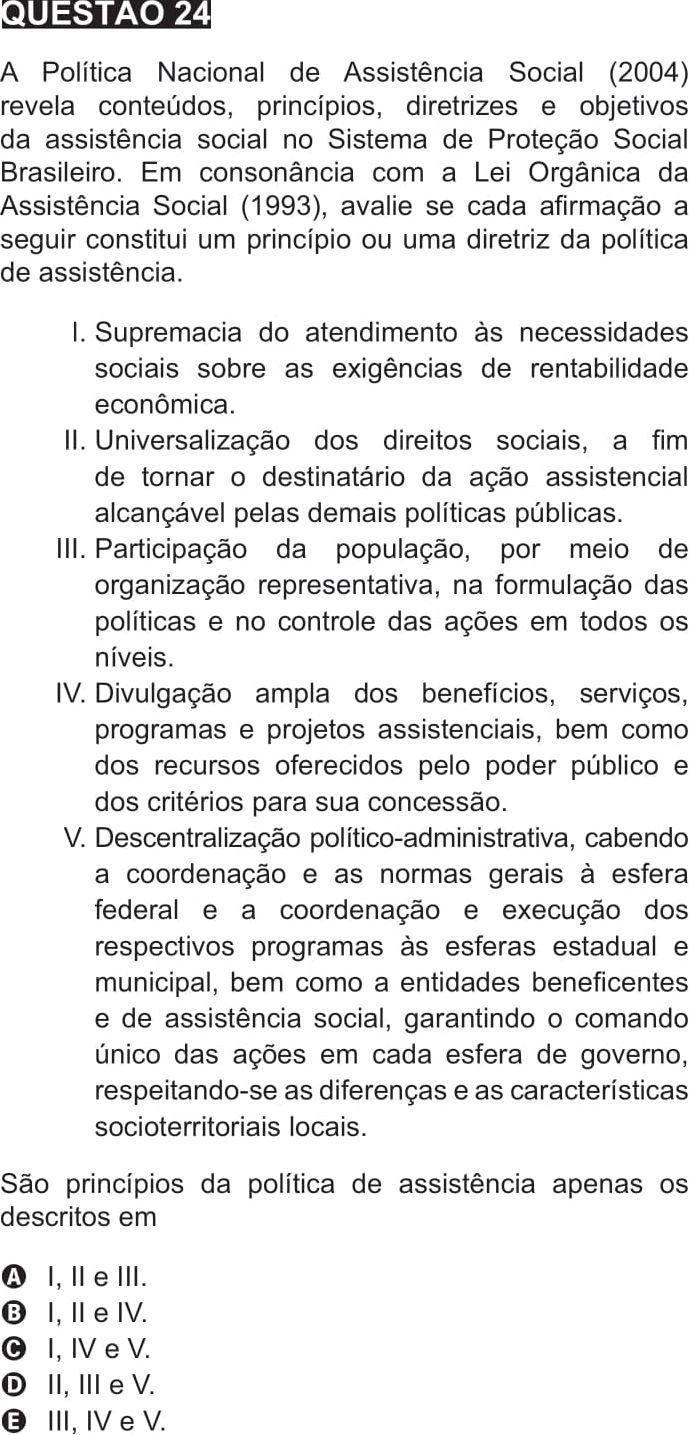 QUESTÃO 24
A Política Nacional de Assistência Social (2004)
revela conteúdos, princípios, diretrizes e objetivos
da assistência social no Sistema de Proteção Social
Brasileiro. Em consonância com a Lei Orgânica da
Assistência Social (1993), avalie se cada afirmação a
seguir constitui um princípio ou uma diretriz da política
de assistência.
I. Supremacia do atendimento às necessidades
sociais sobre as exigências de rentabilidade
econômica.
II. Universalização dos direitos sociais, a fim
de tornar o destinatário da ação assistencial
alcançável pelas demais políticas públicas.
III. Participação da população, por meio de
organização representativa, na formulação das
políticas e no controle das ações em todos os
níveis.
IV. Divulgação ampla dos benefícios, serviços,
programas e projetos assistenciais, bem como
dos recursos oferecidos pelo poder público e
dos critérios para sua concessão.
V. Descentralização político-administrativa, cabendo
a coordenação e as normas gerais à esfera
federal e a coordenação e execução dos
respectivos programas às esferas estadual e
municipal, bem como a entidades beneficentes
e de assistência social, garantindo o comando
único das ações em cada esfera de governo,
respeitando-se as diferenças e as características
socioterritoriais locais.
São princípios da política de assistência apenas os
descritos em
A I, II e III.
B I, II e IV.
C I, IV e V.
D II, III e V.
E III, IV e V.